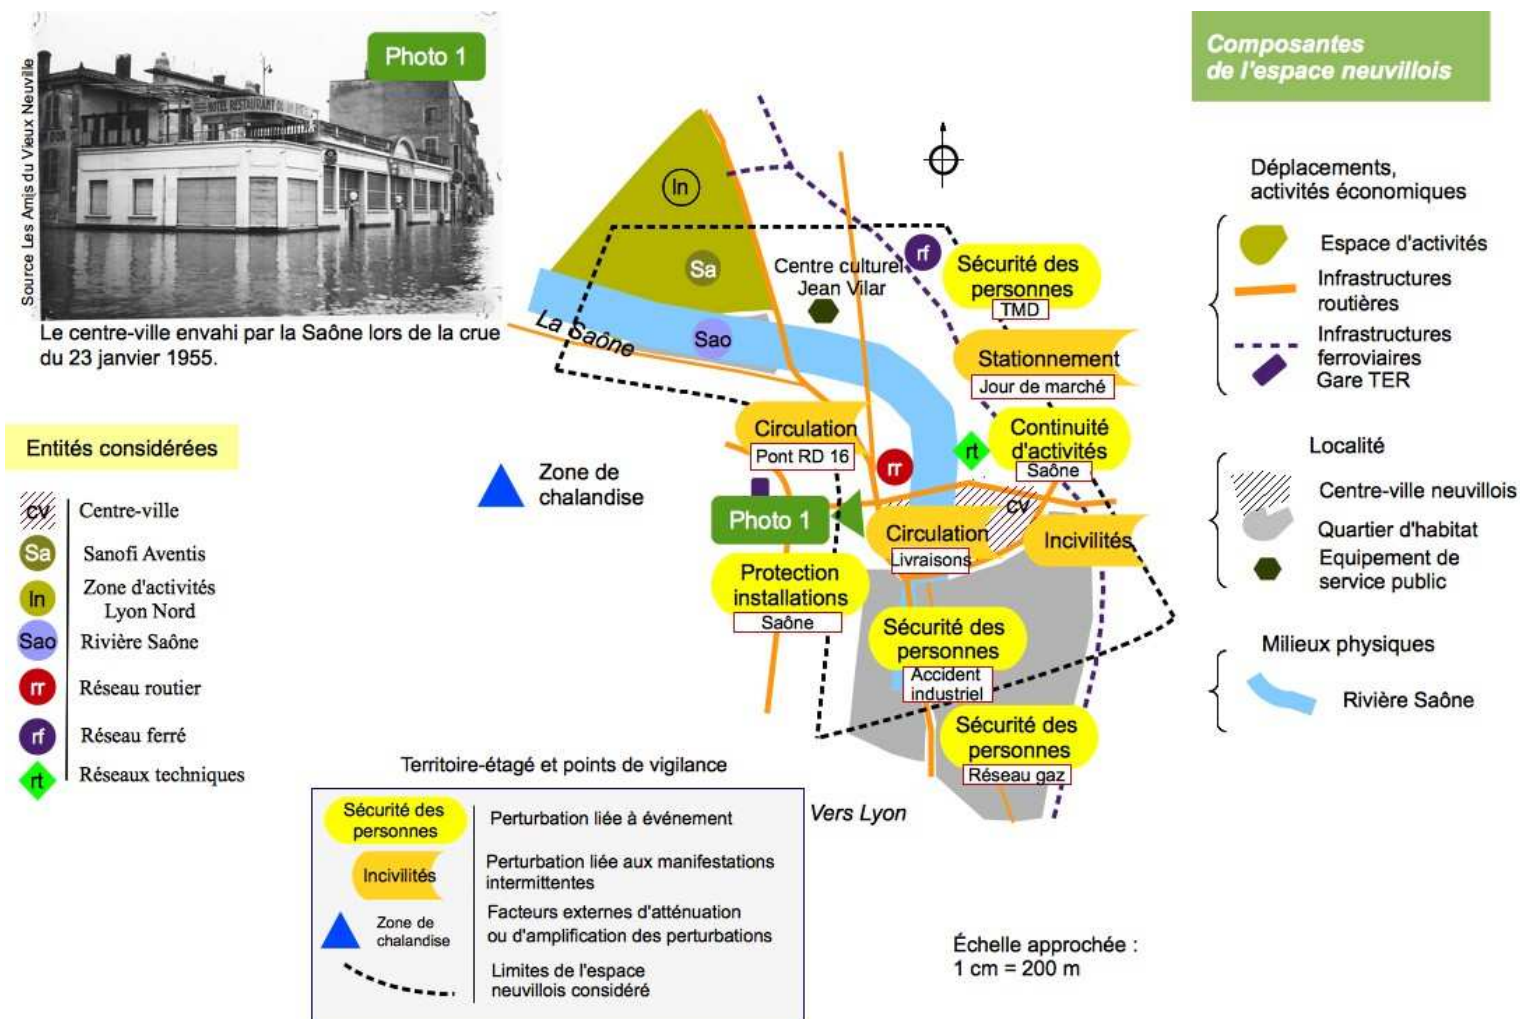 Photo 1
Source Les Amis du Vieux Neuville
HOTEL RESTAURANT
Le centre-ville envahi par la Saône lors de la crue
du 23 janvier 1955.
Entités considérées
cv
Centre-ville
Sa
Sanofi Aventis
ln
Zone d'activités
Lyon Nord
Sao
Rivière Saône
rr
Réseau routier
rf
Réseau ferré
rt
Réseaux techniques
Zone de
chalandise
ln
Sa
Centre culturel
Jean Vilar
La Saône
Sao
rf
Sécurité des
personnes
TMD
Stationnement
Jour de marché
Circulation
Pont RD 16
Continuité
d'activités
Saône
rt
rr
Photo 1
cv
Circulation
Livraisons
Incivilités
Protection
installations
Saône
Sécurité des
personnes
Accident
industriel
Sécurité des
personnes
Réseau gaz
Vers Lyon
Échelle approchée :
1 cm = 200 m
Territoire-étagé et points de vigilance
Sécurité des
personnes
Perturbation liée à événement
Incivilités
Perturbation liée aux manifestations
intermittentes
Zone de
chalandise
Facteurs externes d'atténuation
ou d'amplification des perturbations
Limites de l'espace
neuvillois considéré
Composantes
de l'espace neuvillois
Déplacements,
activités économiques
Espace d'activités
Infrastructures
routières
Infrastructures
ferroviaires
Gare TER
Localité
Centre-ville neuvillois
Quartier d'habitat
Equipement de
service public
Milieux physiques
Rivière Saône